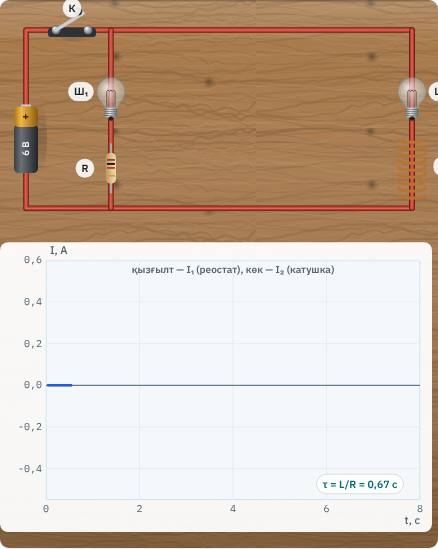 К
Ш₁
+
6 В
R
I, А
0,6
қызғылт — I₁ (реостат), көк — I₂ (катушка)
0,4
0,2
0,0
-0,2
-0,4
τ = L/R = 0,67 с
0 2 4 6 8
t, с